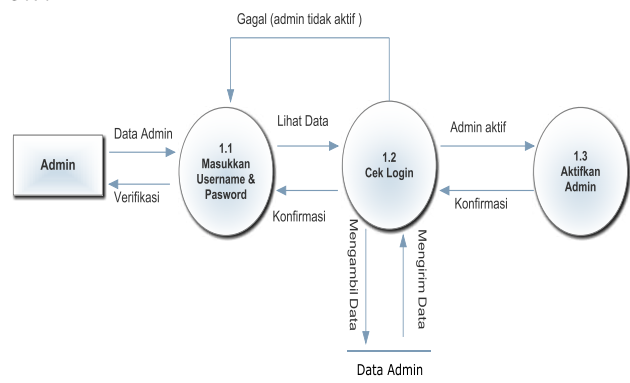 Gagal (admin tidak aktif )
Data Admin
Lihat Data
Admin aktif
Admin
1.1
Masukkan
Username &
Pasword
1.2
Cek Login
1.3
Aktifkan
Admin
Verifikasi
Konfirmasi
Konfirmasi
Mengambil Data
Mengirim Data
Data Admin